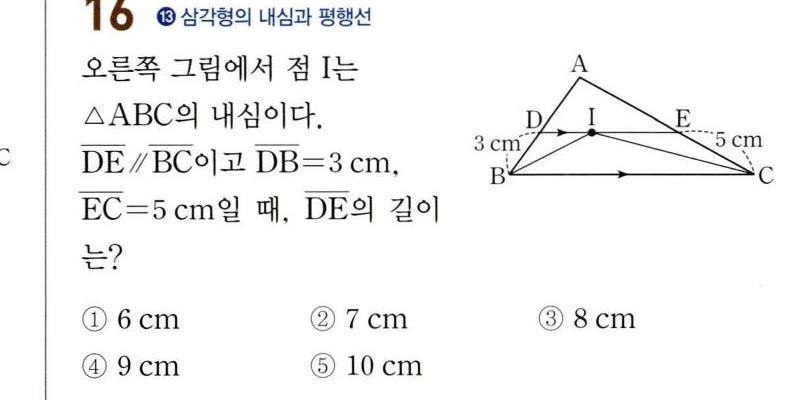 16 ⑬ 삼각형의 내심과 평행선
오른쪽 그림에서 점 I는
△ABC의 내심이다.
DE∥BC이고 DB=3 cm,
EC=5 cm일 때, DE의 길이
는?
A
D I E
3 cm 5 cm
B C
① 6 cm ② 7 cm ③ 8 cm
④ 9 cm ⑤ 10 cm